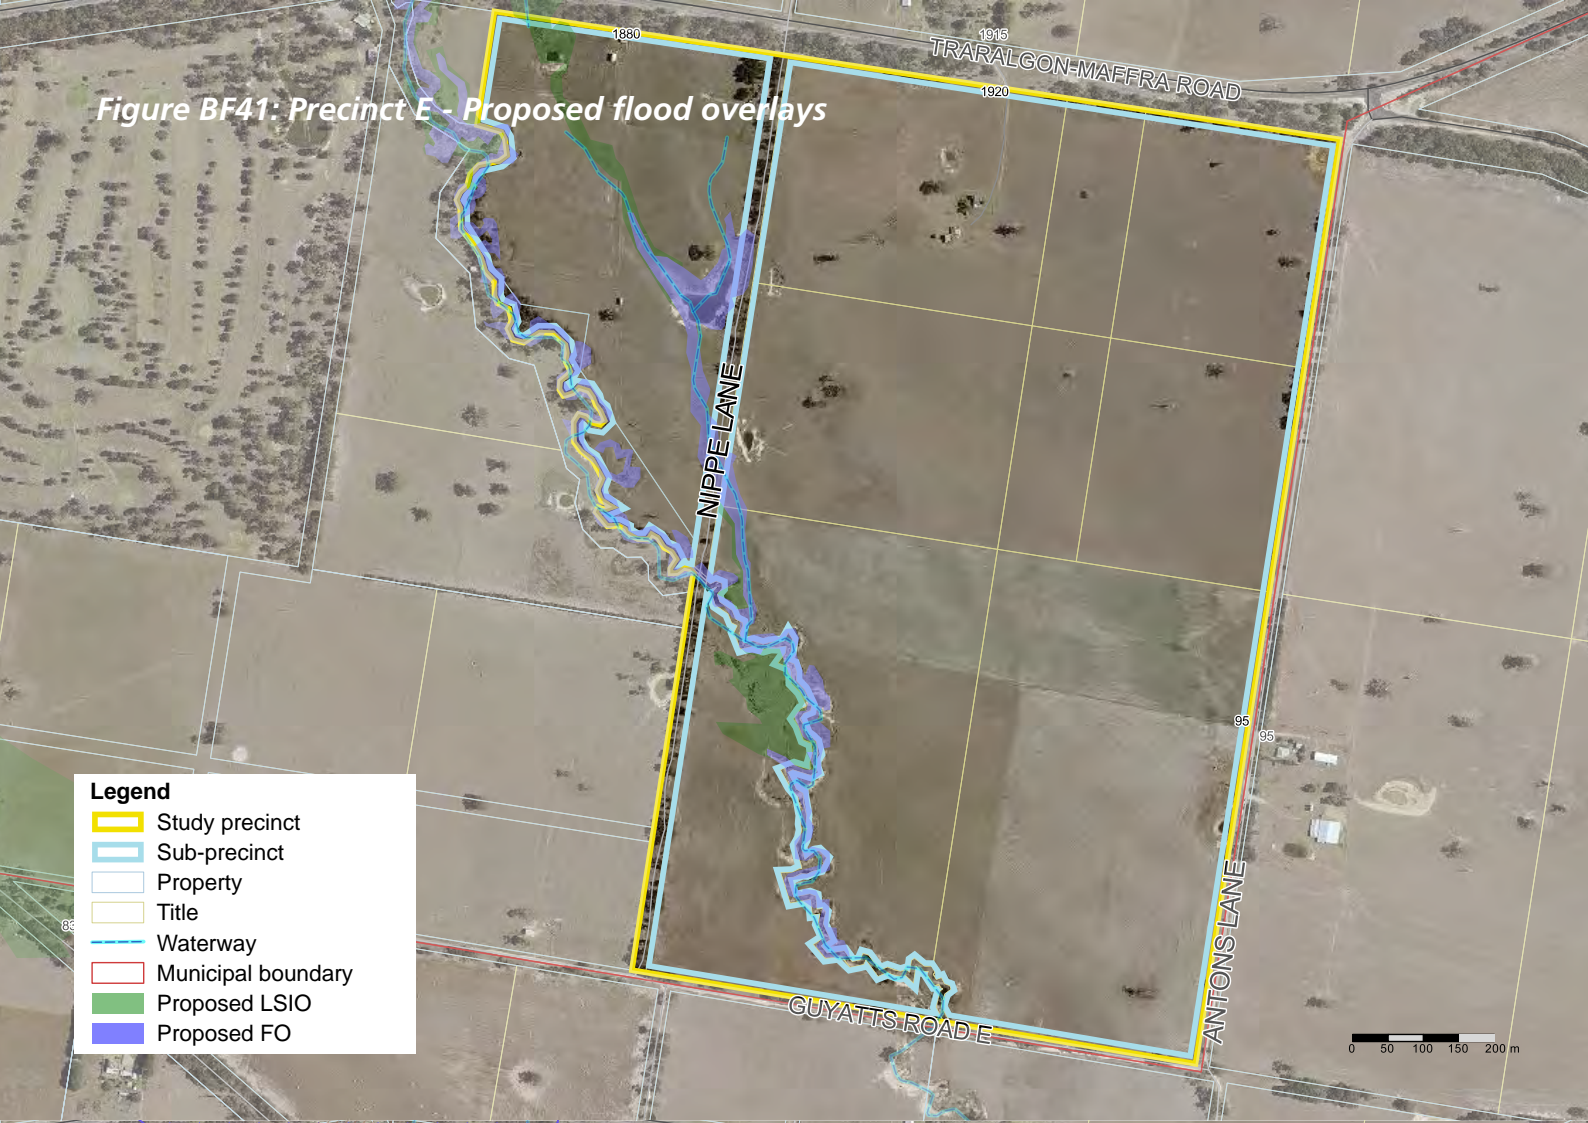 1880
1915
TRARALGON-MAFFRA ROAD
1920
Figure BF41: Precinct E - Proposed flood overlays
NIPPE LANE
95
95
Legend
Study precinct
Sub-precinct
Property
Title
Waterway
Municipal boundary
Proposed LSIO
Proposed FO
GUYATTS ROAD E
ANTONS LANE
0 50 100 150 200 m